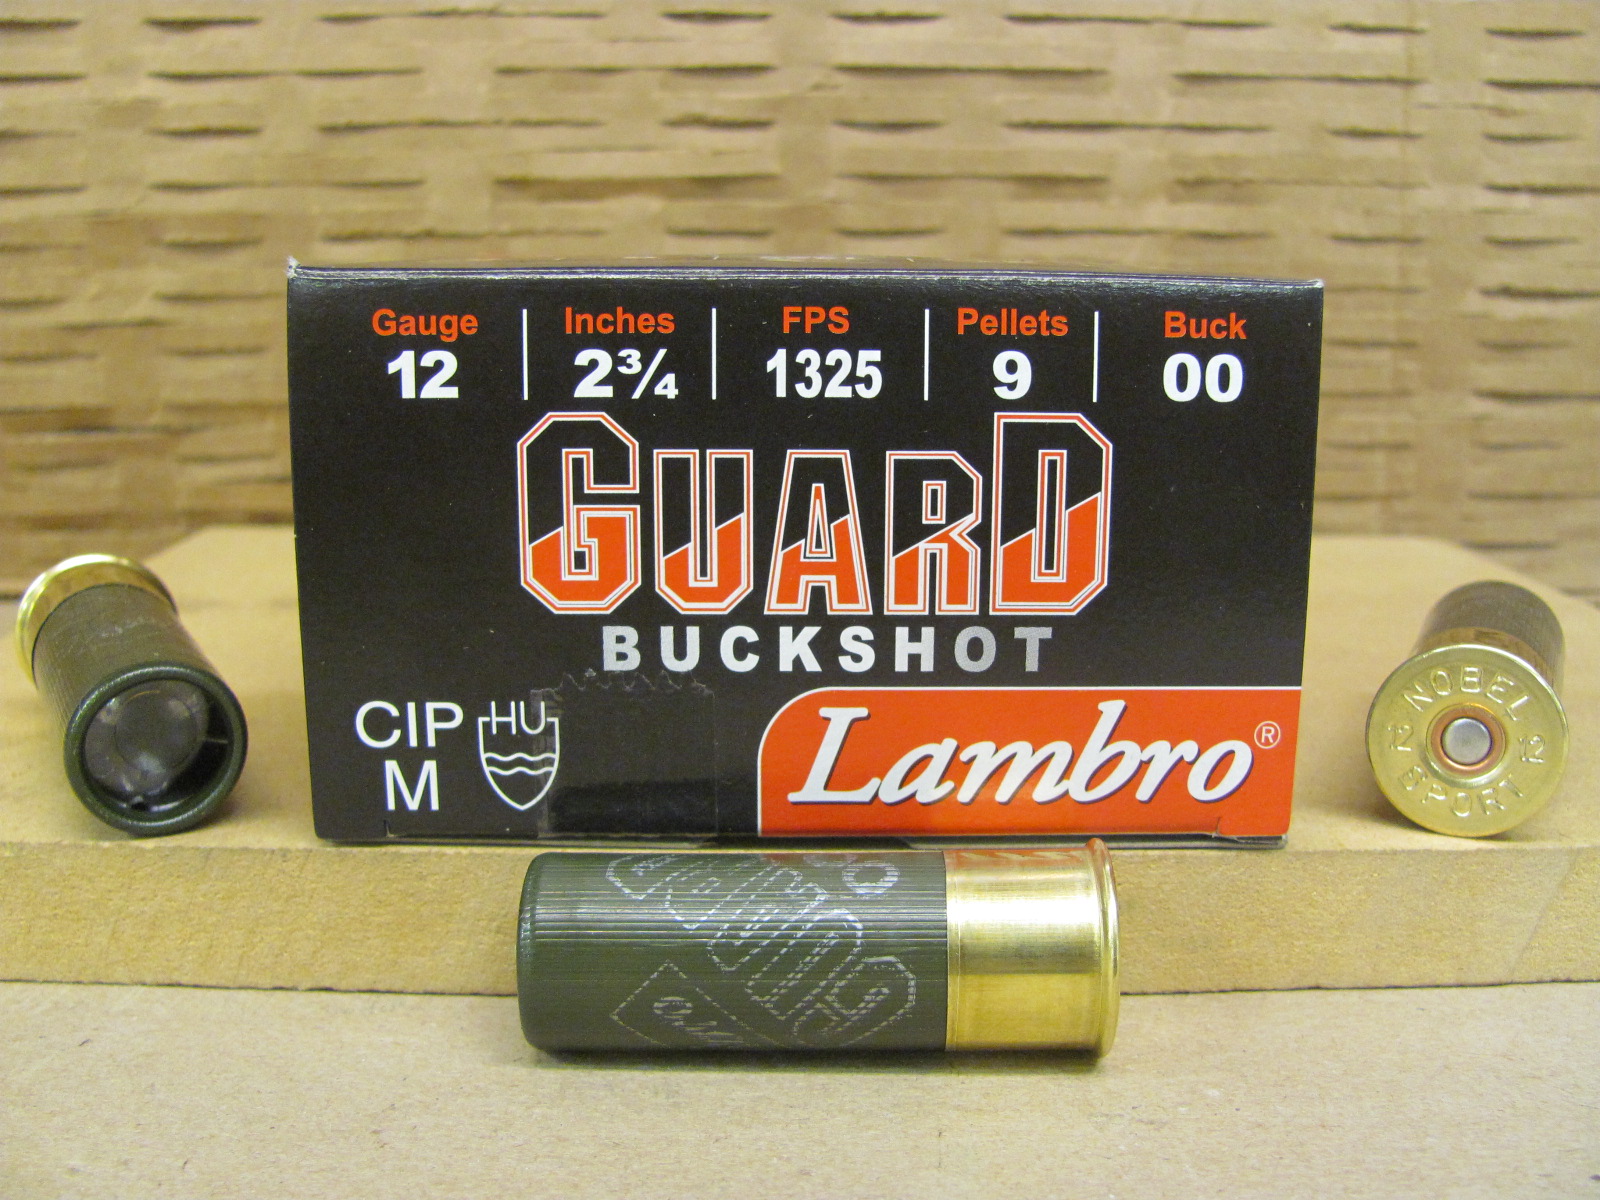 Gauge Inches FPS Pellets Buck
12 2¾ 1325 9 00
GUARD
BUCKSHOT
CIP HU
M
Lambro®
NOBEL
12 12
SPORT